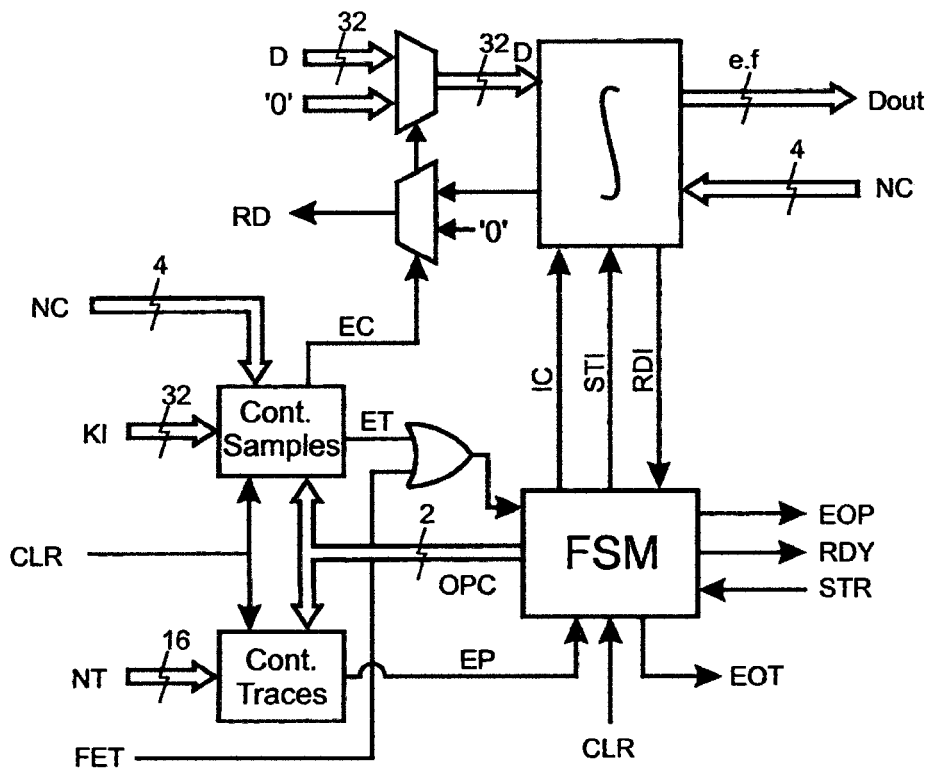 32
D
'0'
32
D
∫
e.f
Dout
4
NC
RD
'0'
4
NC
EC
IC
STI
RDI
32
KI
Cont.
Samples
ET
2
OPC
FSM
EOP
RDY
STR
CLR
16
NT
Cont.
Traces
EP
EOT
FET
CLR